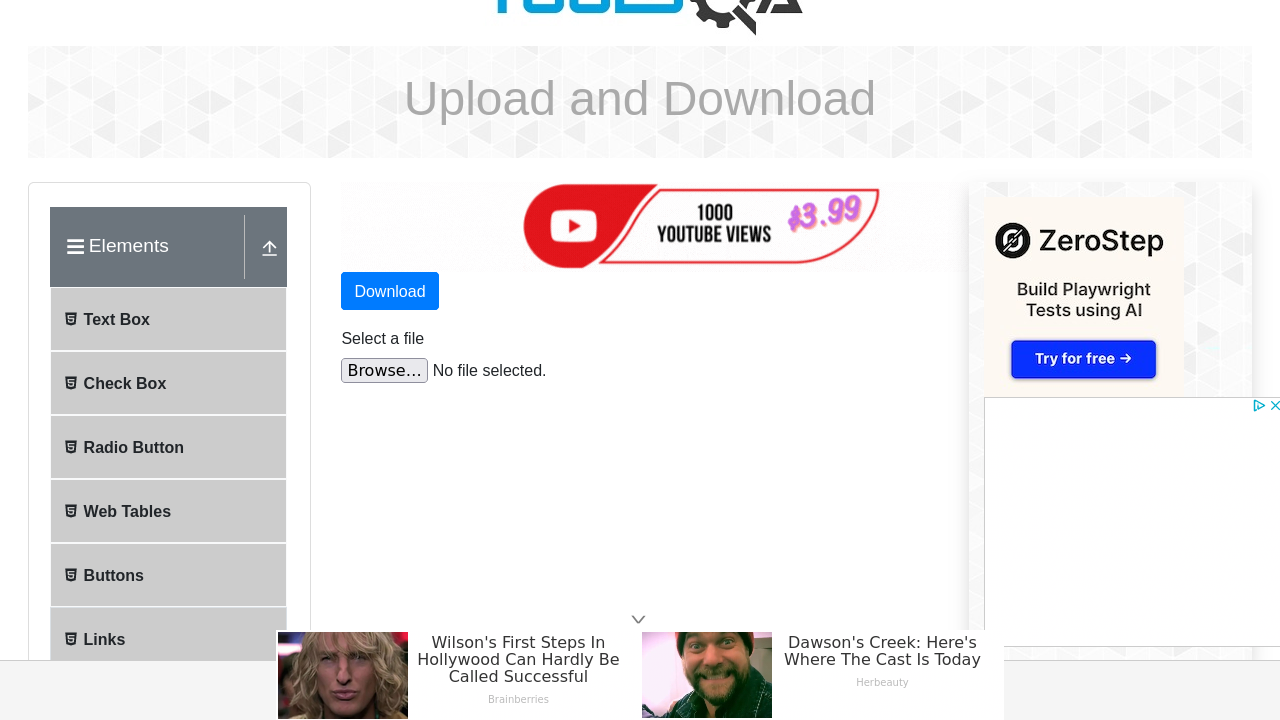 Upload and Download
Elements
Text Box
Check Box
Radio Button
Web Tables
Buttons
Links
1000
YOUTUBE VIEWS
$3.99
Download
Select a file
Browse... No file selected.
ZeroStep
Build Playwright
Tests using AI
Try for free →
Wilson's First Steps In
Hollywood Can Hardly Be
Called Successful
Brainberries
Dawson's Creek: Here's
Where The Cast Is Today
Herbeauty